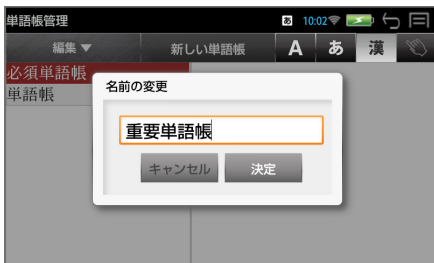 単語帳管理 あ 10:02
編集▼ 新しい単語帳 A あ 漢
必須単語帳
単語帳
名前の変更
重要単語帳
キャンセル 決定